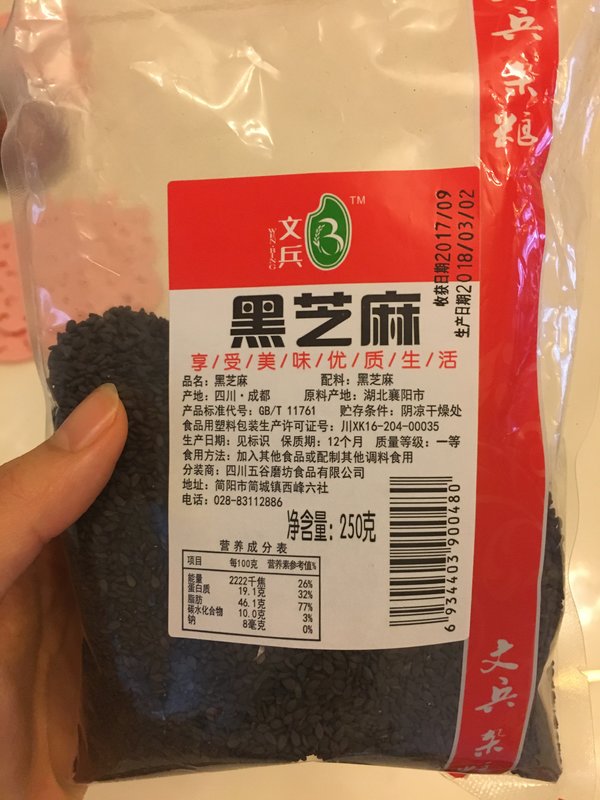 文兵杂粮
文兵
WEN BING
TM
收获日期2017/09
生产日期2018/03/02
黑芝麻
享/受/美/味/优/质/生/活
品名：黑芝麻 配料：黑芝麻
产地：四川·成都 原料产地：湖北襄阳市
产品标准代号：GB/T 11761 贮存条件：阴凉干燥处
食品用塑料包装生产许可证号：川XK16-204-00035
生产日期：见标识 保质期：12个月 质量等级：一等
食用方法：加入其他食品或配制其他调料食用
分装商：四川五谷磨坊食品有限公司
地址：简阳市简城镇西峰六社
电话：028-83112886
净含量：250克
营养成分表
项目 每100克 营养素参考值%
能量 2222千焦 26%
蛋白质 19.1克 32%
脂肪 46.1克 77%
碳水化合物 10.0克 3%
钠 8毫克 0%
6 934403 900480
文兵杂